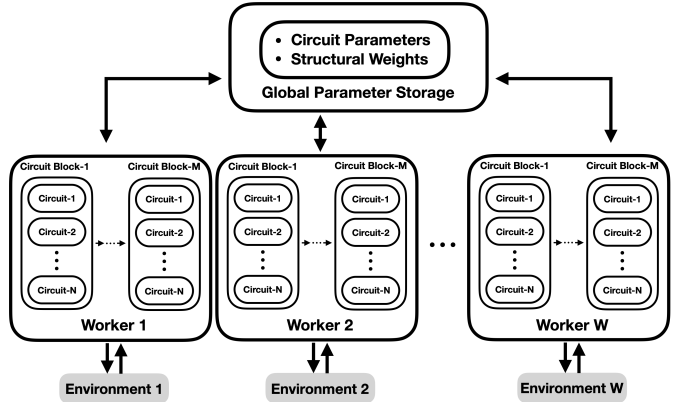 • Circuit Parameters
• Structural Weights
Global Parameter Storage
Circuit Block-1
Circuit Block-M
Circuit-1
Circuit-1
Circuit-2
Circuit-2
Circuit-N
Circuit-N
Worker 1
Environment 1
Circuit Block-1
Circuit Block-M
Circuit-1
Circuit-1
Circuit-2
Circuit-2
Circuit-N
Circuit-N
Worker 2
Environment 2
Circuit Block-1
Circuit Block-M
Circuit-1
Circuit-1
Circuit-2
Circuit-2
Circuit-N
Circuit-N
Worker W
Environment W